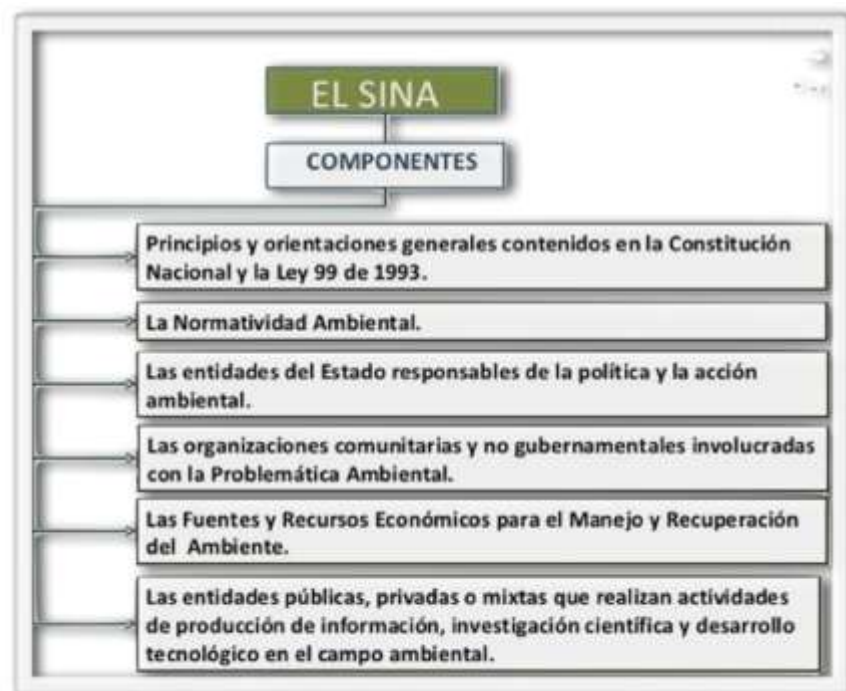 EL SINA
COMPONENTES
Principios y orientaciones generales contenidos en la Constitución
Nacional y la Ley 99 de 1993.
La Normatividad Ambiental.
Las entidades del Estado responsables de la política y la acción
ambiental.
Las organizaciones comunitarias y no gubernamentales involucradas
con la Problemática Ambiental.
Las Fuentes y Recursos Económicos para el Manejo y Recuperación
del Ambiente.
Las entidades públicas, privadas o mixtas que realizan actividades
de producción de información, investigación científica y desarrollo
tecnológico en el campo ambiental.